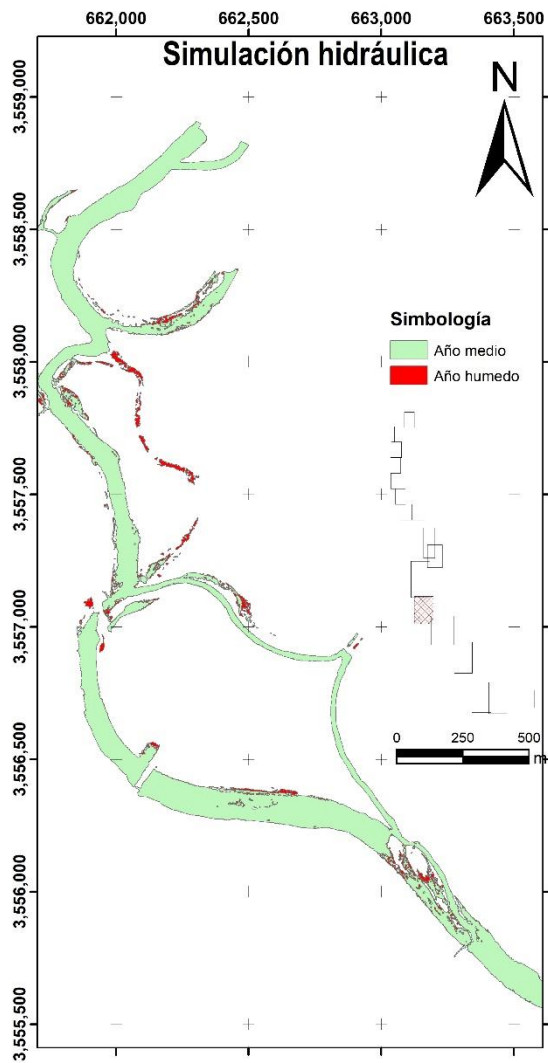 662,000 662,500 663,000 663,500
Simulación hidráulica
N
3,559,000
3,558,500
3,558,000
3,557,500
3,557,000
3,556,500
3,556,000
3,555,500
Simbología
Año medio
Año humedo
0 250 500
m